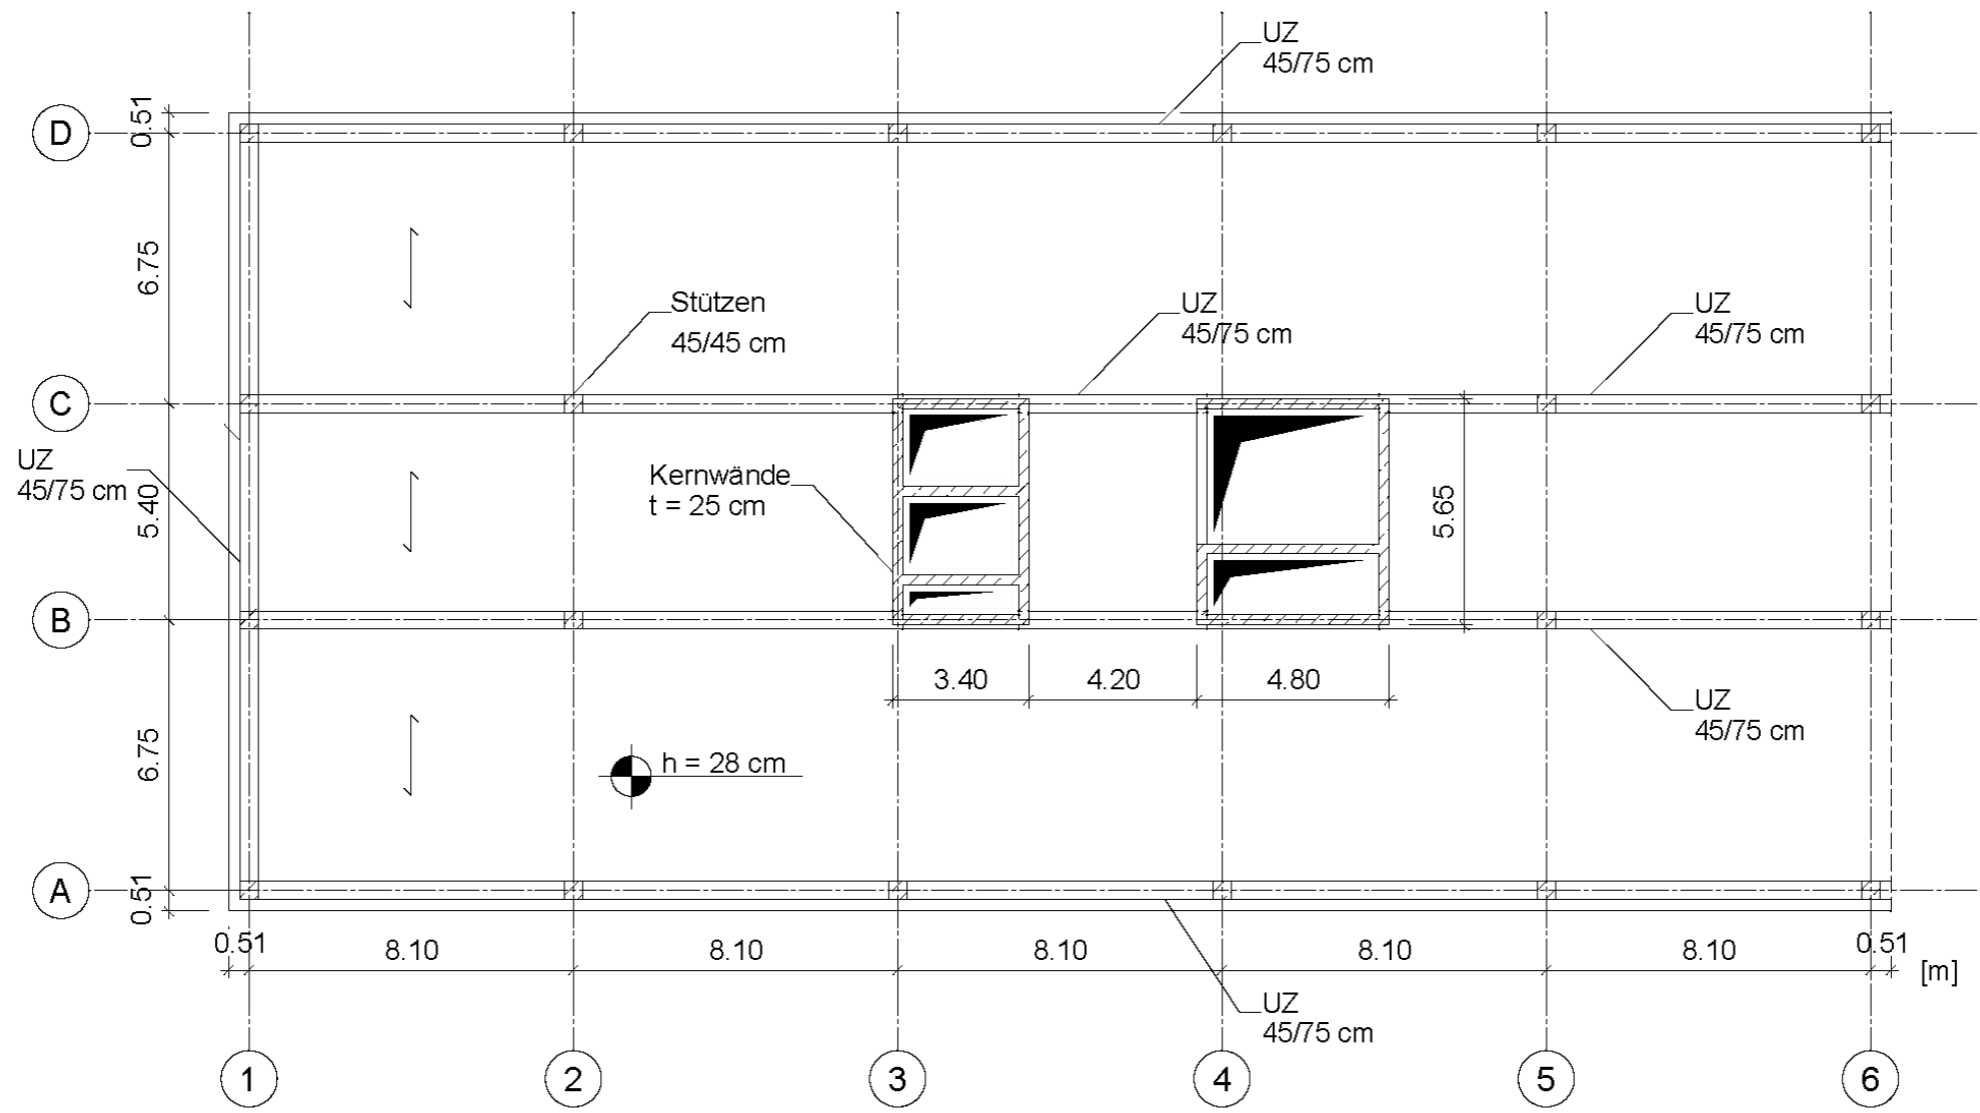 UZ
45/75 cm
D
0.51
6.75
Stützen
45/45 cm
UZ
45/75 cm
UZ
45/75 cm
C
UZ
45/75 cm
5.40
Kernwände
t = 25 cm
5.65
B
3.40
4.20
4.80
UZ
45/75 cm
6.75
h = 28 cm
A
0.51
0.51
8.10
8.10
8.10
8.10
8.10
0.51
[m]
UZ
45/75 cm
1
2
3
4
5
6